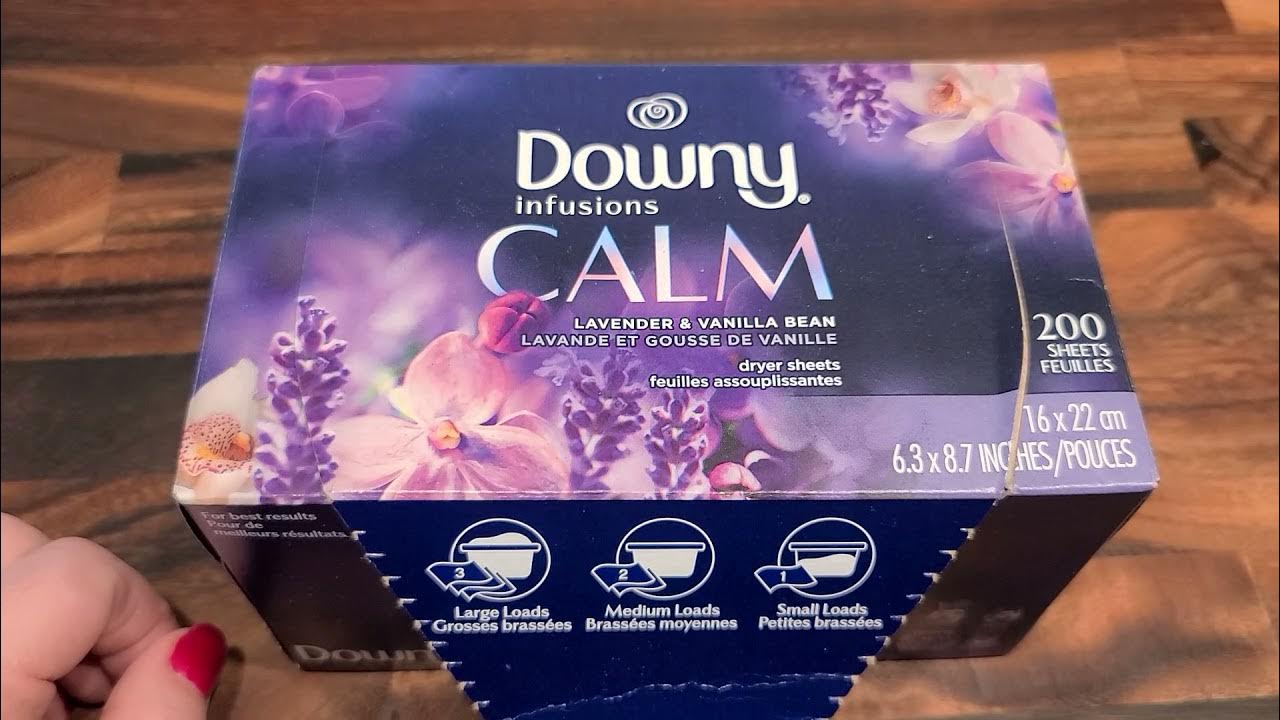 Downy
infusions
CALM
LAVENDER & VANILLA BEAN
LAVANDE ET GOUSSE DE VANILLE
dryer sheets
feuilles assouplissantes
200
SHEETS
FEUILLES
16 x 22 cm
6.3 x 8.7 INCHES/POUCES
For best results
Pour de
meilleurs résultats
3
Large Loads
Grosses brassées
2
Medium Loads
Brassées moyennes
1
Small Loads
Petites brassées
Downy